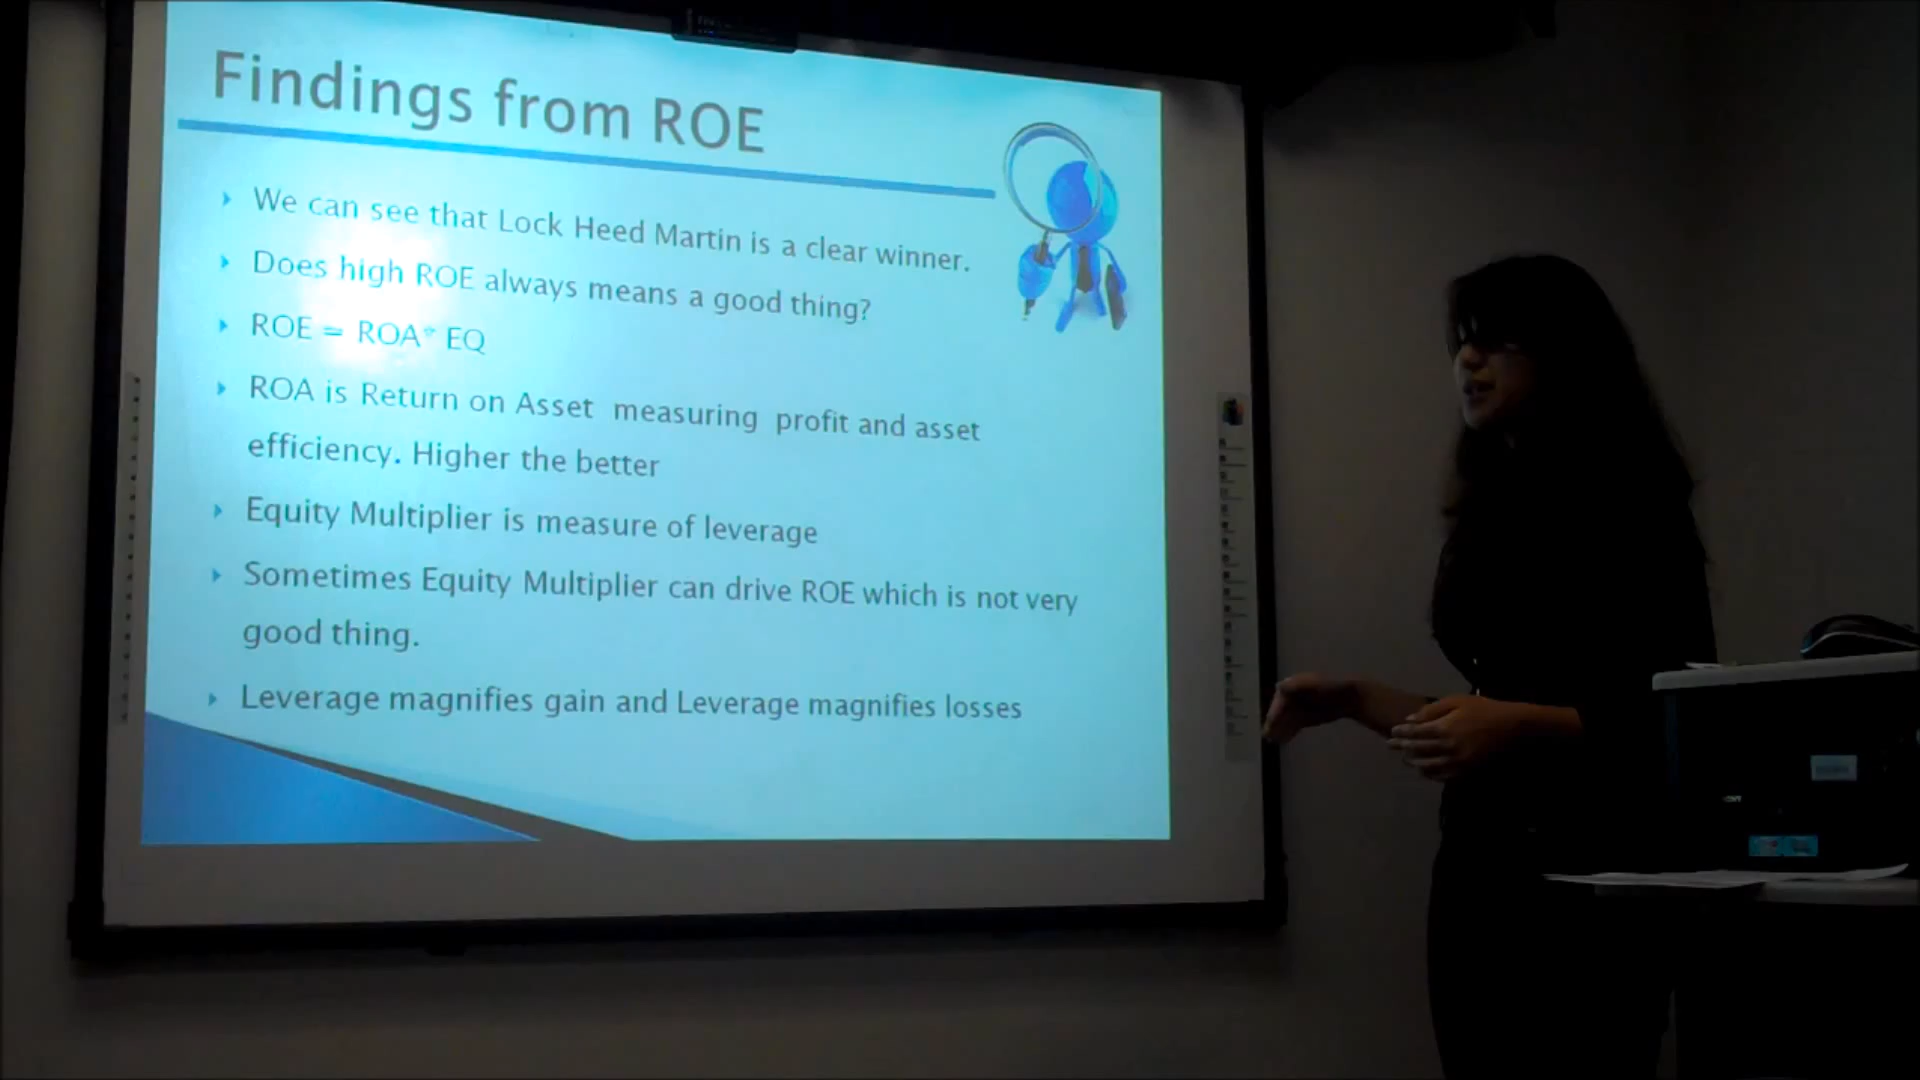 Findings from ROE
We can see that Lock Heed Martin is a clear winner.
Does high ROE always means a good thing?
ROE = ROA* EQ
ROA is Return on Asset measuring profit and asset
efficiency. Higher the better
Equity Multiplier is measure of leverage
Sometimes Equity Multiplier can drive ROE which is not very
good thing.
Leverage magnifies gain and Leverage magnifies losses